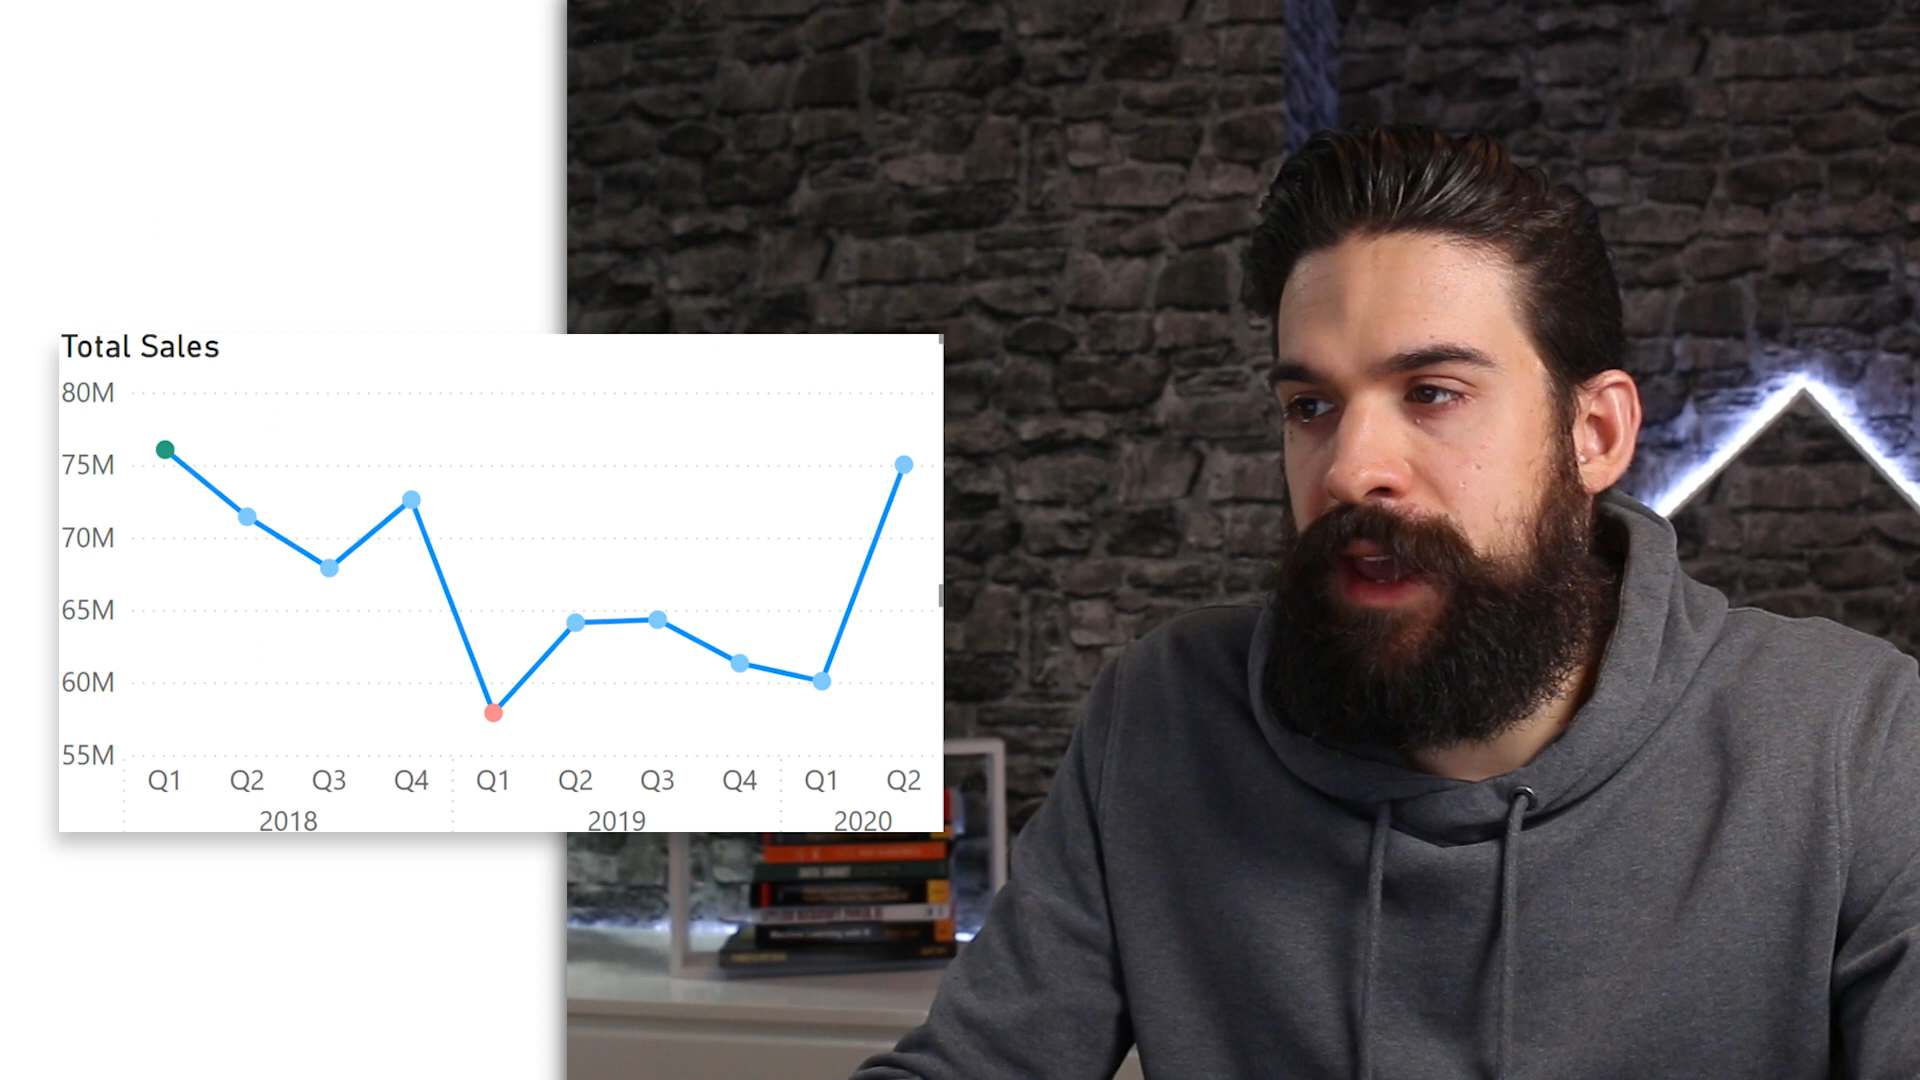 Total Sales
80M
75M
70M
65M
60M
55M
Q1 Q2 Q3 Q4 Q1 Q2 Q3 Q4 Q1 Q2
2018 2019 2020